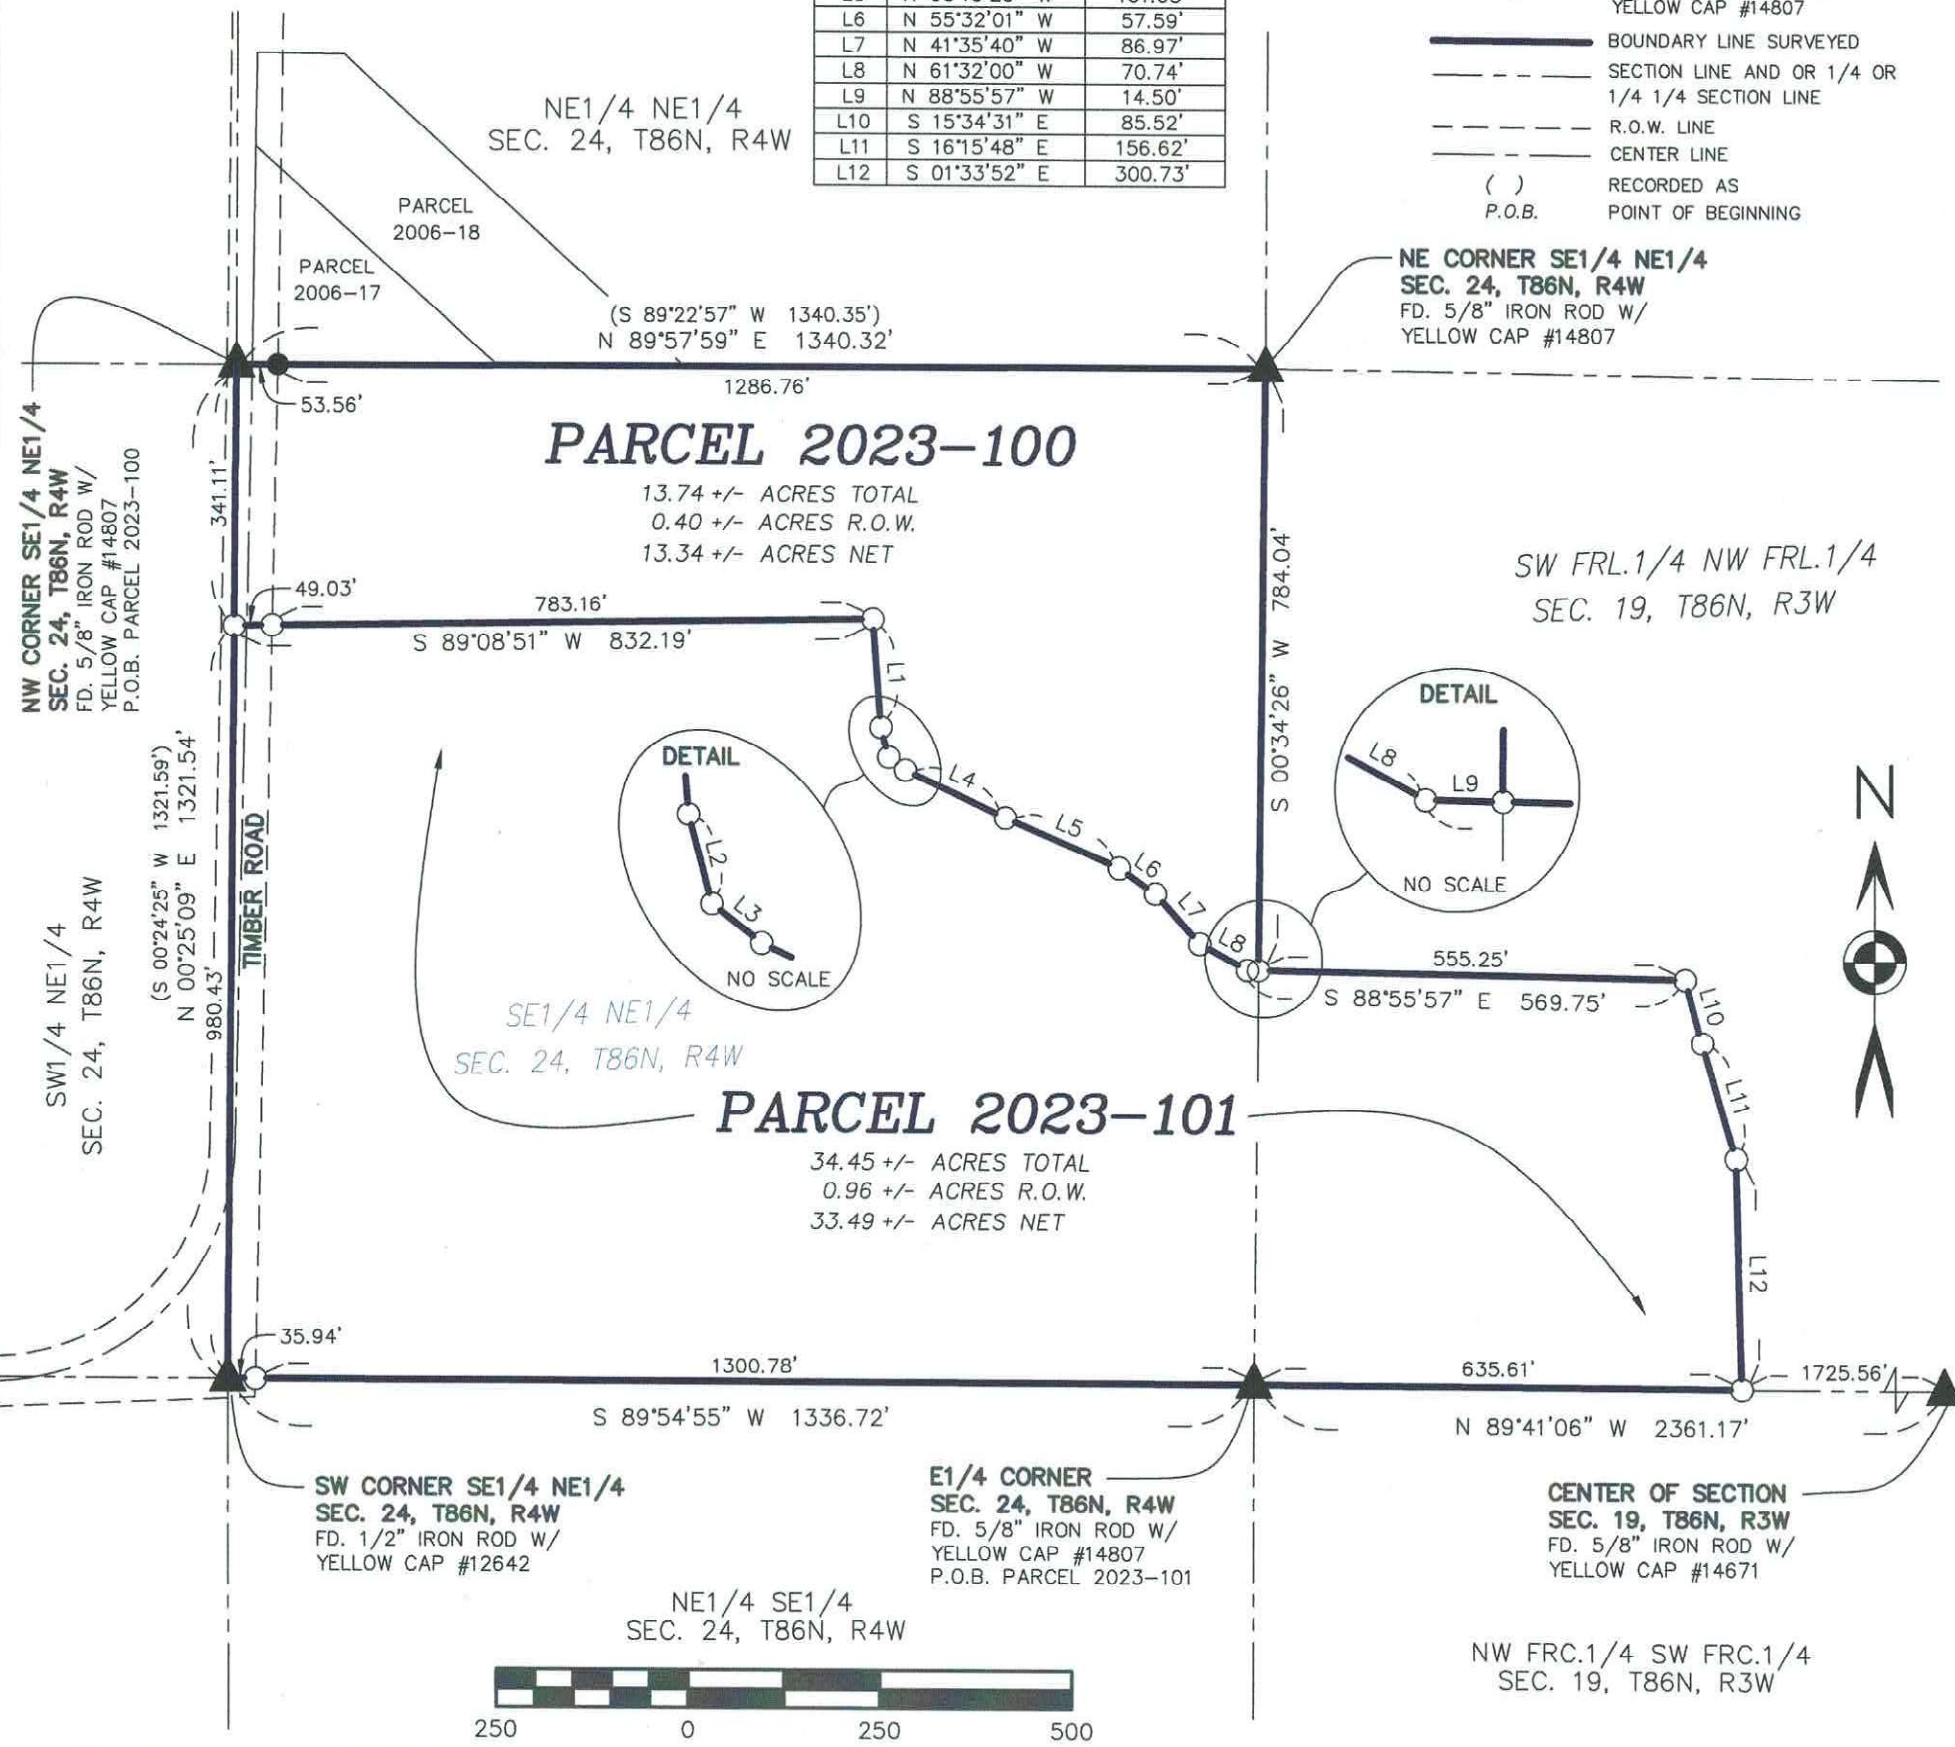 YELLOW CAP #14807
L6 N 55°32'01" W 57.59'
L7 N 41°35'40" W 86.97'
L8 N 61°32'00" W 70.74'
L9 N 88°55'57" W 14.50'
L10 S 15°34'31" E 85.52'
L11 S 16°15'48" E 156.62'
L12 S 01°33'52" E 300.73'
BOUNDARY LINE SURVEYED
SECTION LINE AND OR 1/4 OR
1/4 1/4 SECTION LINE
R.O.W. LINE
CENTER LINE
( ) RECORDED AS
P.O.B. POINT OF BEGINNING
NE1/4 NE1/4
SEC. 24, T86N, R4W
PARCEL
2006-18
PARCEL
2006-17
(S 89°22'57" W 1340.35')
N 89°57'59" E 1340.32'
NE CORNER SE1/4 NE1/4
SEC. 24, T86N, R4W
FD. 5/8" IRON ROD W/
YELLOW CAP #14807
1286.76'
53.56'
NW CORNER SE1/4 NE1/4
SEC. 24, T86N, R4W
FD. 5/8" IRON ROD W/
YELLOW CAP #14807
P.O.B. PARCEL 2023-100
341.11'
PARCEL 2023-100
13.74 +/- ACRES TOTAL
0.40 +/- ACRES R.O.W.
13.34 +/- ACRES NET
S 00°34'26" W 784.04'
SW FRL.1/4 NW FRL.1/4
SEC. 19, T86N, R3W
49.03'
783.16'
S 89°08'51" W 832.19'
L1
DETAIL
L2
L3
NO SCALE
L4
L5
L6
L7
L8
DETAIL
L8
L9
NO SCALE
N
(S 00°24'25" W 1321.59')
N 00°25'09" E 1321.54'
980.43'
TIMBER ROAD
SW1/4 NE1/4
SEC. 24, T86N, R4W
555.25'
S 88°55'57" E 569.75'
L10
L11
L12
SE1/4 NE1/4
SEC. 24, T86N, R4W
PARCEL 2023-101
34.45 +/- ACRES TOTAL
0.96 +/- ACRES R.O.W.
33.49 +/- ACRES NET
35.94'
1300.78'
S 89°54'55" W 1336.72'
635.61'
1725.56'
N 89°41'06" W 2361.17'
SW CORNER SE1/4 NE1/4
SEC. 24, T86N, R4W
FD. 1/2" IRON ROD W/
YELLOW CAP #12642
E1/4 CORNER
SEC. 24, T86N, R4W
FD. 5/8" IRON ROD W/
YELLOW CAP #14807
P.O.B. PARCEL 2023-101
CENTER OF SECTION
SEC. 19, T86N, R3W
FD. 5/8" IRON ROD W/
YELLOW CAP #14671
NE1/4 SE1/4
SEC. 24, T86N, R4W
NW FRC.1/4 SW FRC.1/4
SEC. 19, T86N, R3W
250 0 250 500